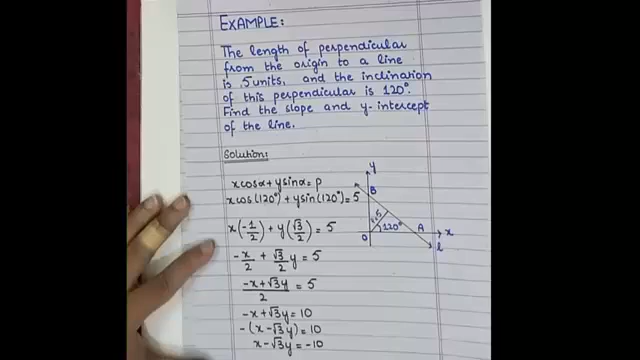 EXAMPLE:
The length of perpendicular
from the origin to a line
is 5 units, and the inclination
of this perpendicular is 120°.
Find the slope and y-intercept
of the line.
Solution:
xcosα+ysinα=p
xcos(120°)+ysin(120°)=5
x(-1/2)+y(√3/2)=5
-x/2+√3/2y=5
-x+√3y/2=5
-x+√3y=10
-(x-√3y)=10
x-√3y=-10
y
B
5
120°
A
x
O
l